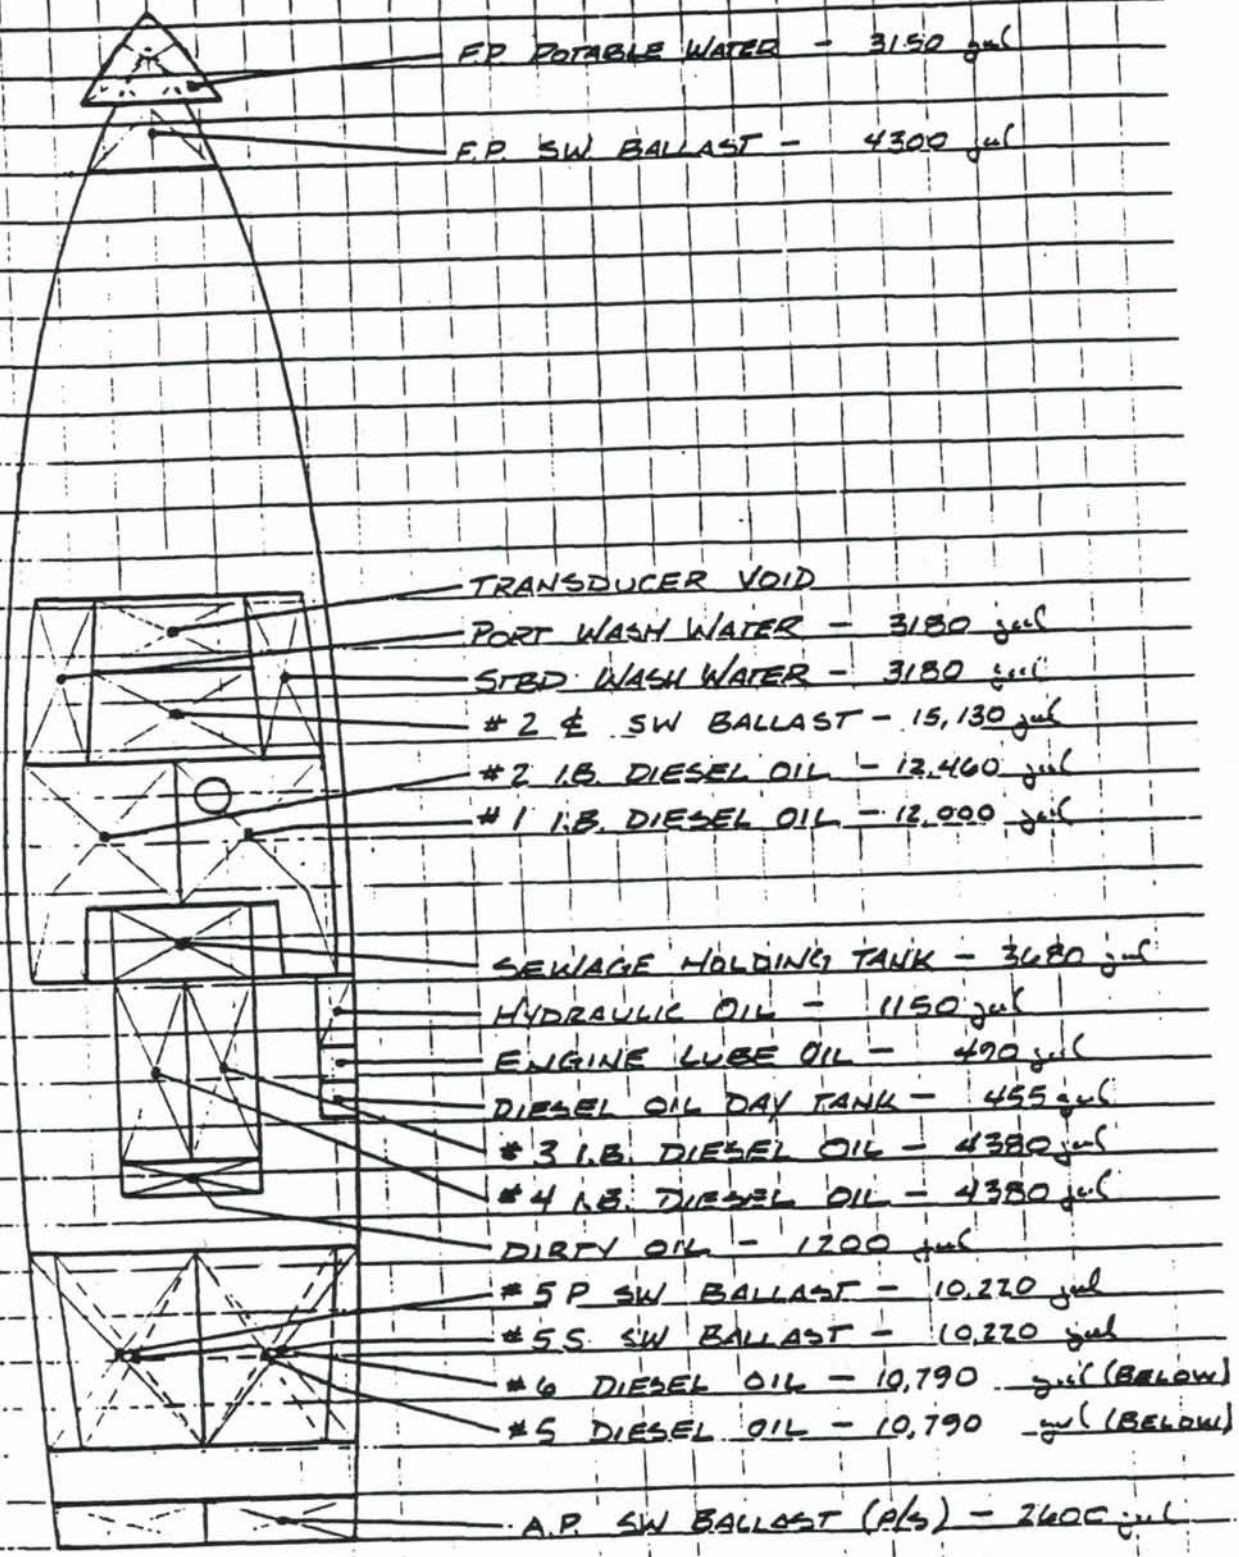 F.P. POTABLE WATER - 3150 gal
F.P. SW. BALLAST - 4300 gal
TRANSDUCER VOID
PORT WASH WATER - 3180 gal
STBD. WASH WATER - 3180 gal
#2 ₵ SW BALLAST - 15,130 gal
#2 I.B. DIESEL OIL - 12,460 gal
#1 I.B. DIESEL OIL - 12,000 gal
SEWAGE HOLDING TANK - 3680 gal
HYDRAULIC OIL - 1150 gal
ENGINE LUBE OIL - 490 gal
DIESEL OIL DAY TANK - 455 gal
#3 I.B. DIESEL OIL - 4380 gal
#4 I.B. DIESEL OIL - 4380 gal
DIRTY OIL - 1200 gal
#5P SW BALLAST - 10,220 gal
#5S SW BALLAST - 10,220 gal
#6 DIESEL OIL - 10,790 gal (BELOW)
#5 DIESEL OIL - 10,790 gal (BELOW)
A.P. SW BALLAST (P/S) - 2600 gal